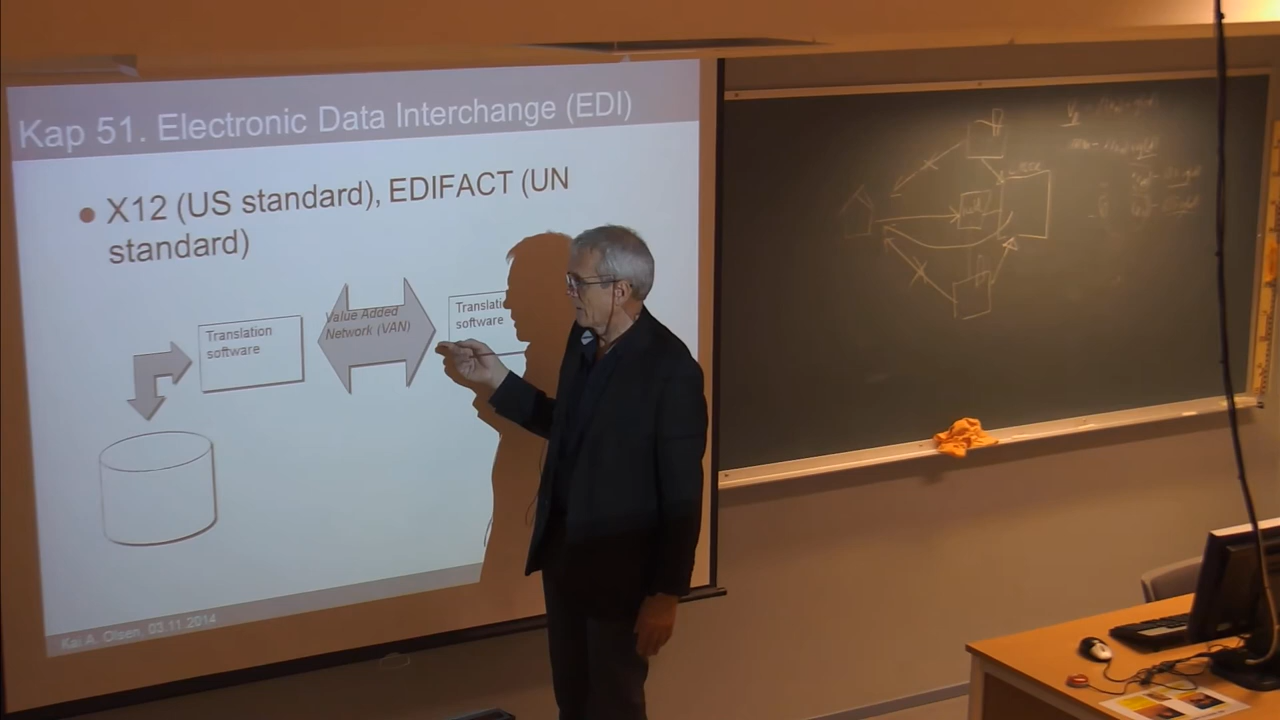 Kap 51. Electronic Data Interchange (EDI)
X12 (US standard), EDIFACT (UN
standard)
Translation
software
Value Added
Network (VAN)
Translati
software
Kai A. Olsen, 03.11.2014